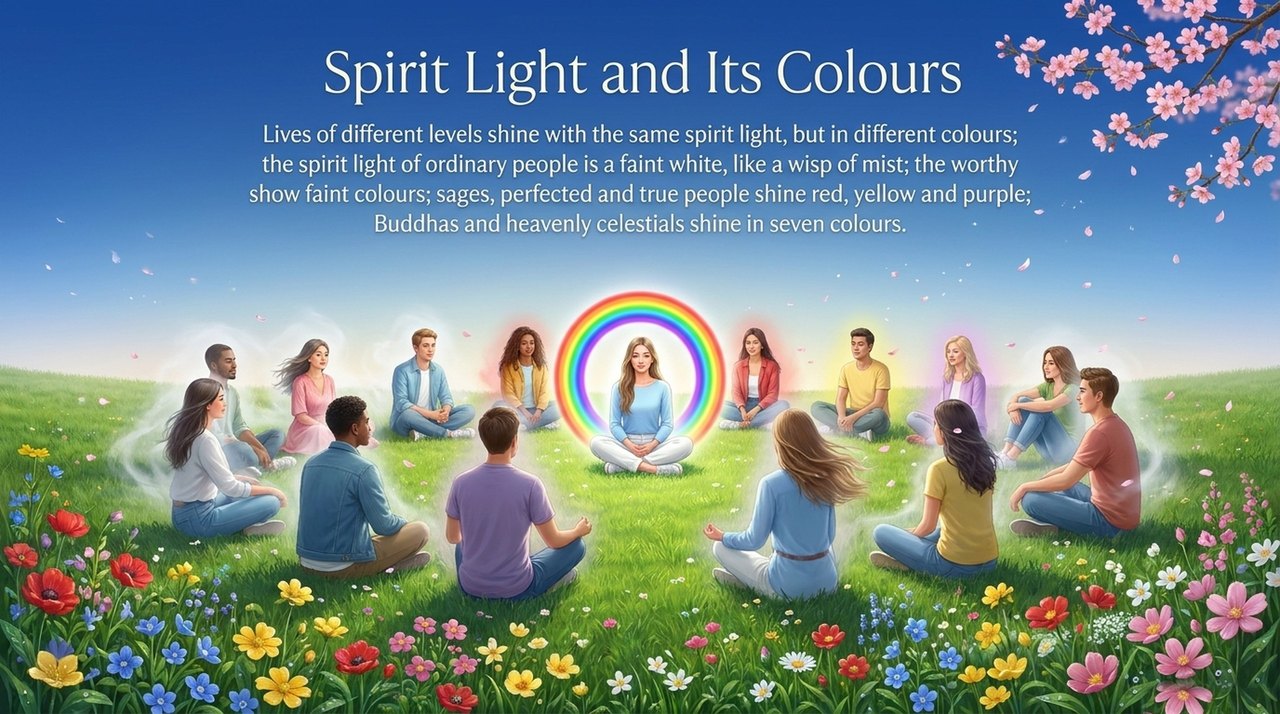 Spirit Light and Its Colours
Lives of different levels shine with the same spirit light, but in different colours;
the spirit light of ordinary people is a faint white, like a wisp of mist; the worthy
show faint colours; sages, perfected and true people shine red, yellow and purple;
Buddhas and heavenly celestials shine in seven colours.